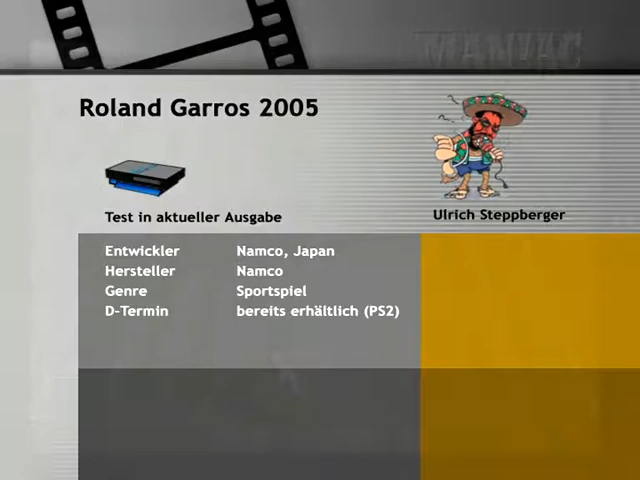 MANIAC
Roland Garros 2005
Test in aktueller Ausgabe
Ulrich Steppberger
Entwickler Namco, Japan
Hersteller Namco
Genre Sportspiel
D-Termin bereits erhältlich (PS2)